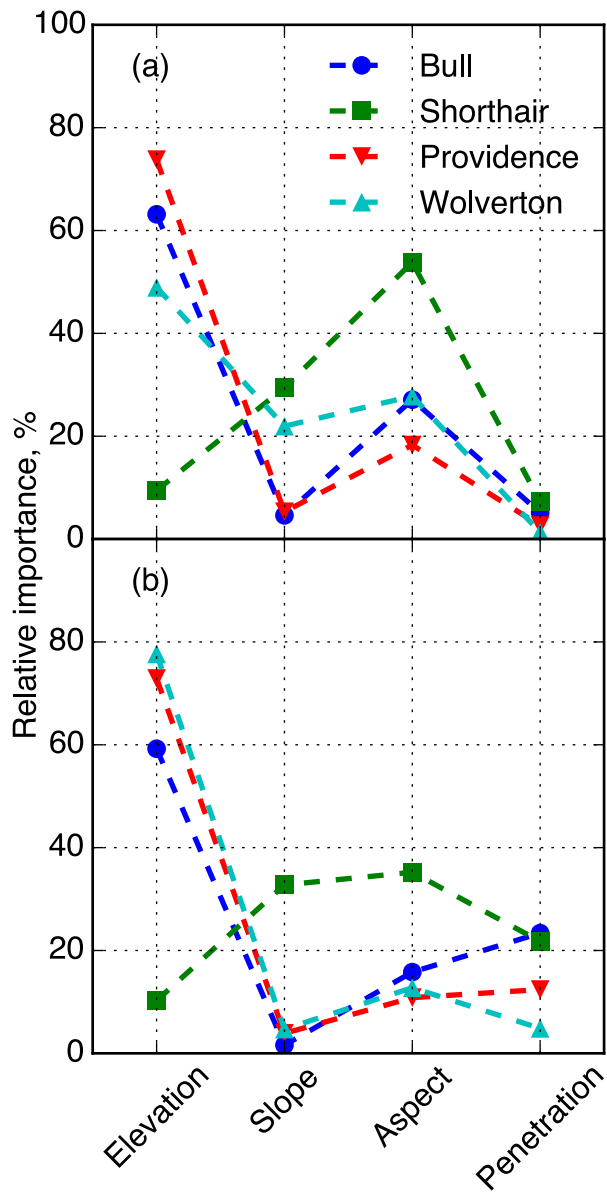 100
(a)
Bull
Shorthair
Providence
Wolverton
80
60
40
20
0
Relative importance, %
(b)
80
60
40
20
0
Elevation
Slope
Aspect
Penetration